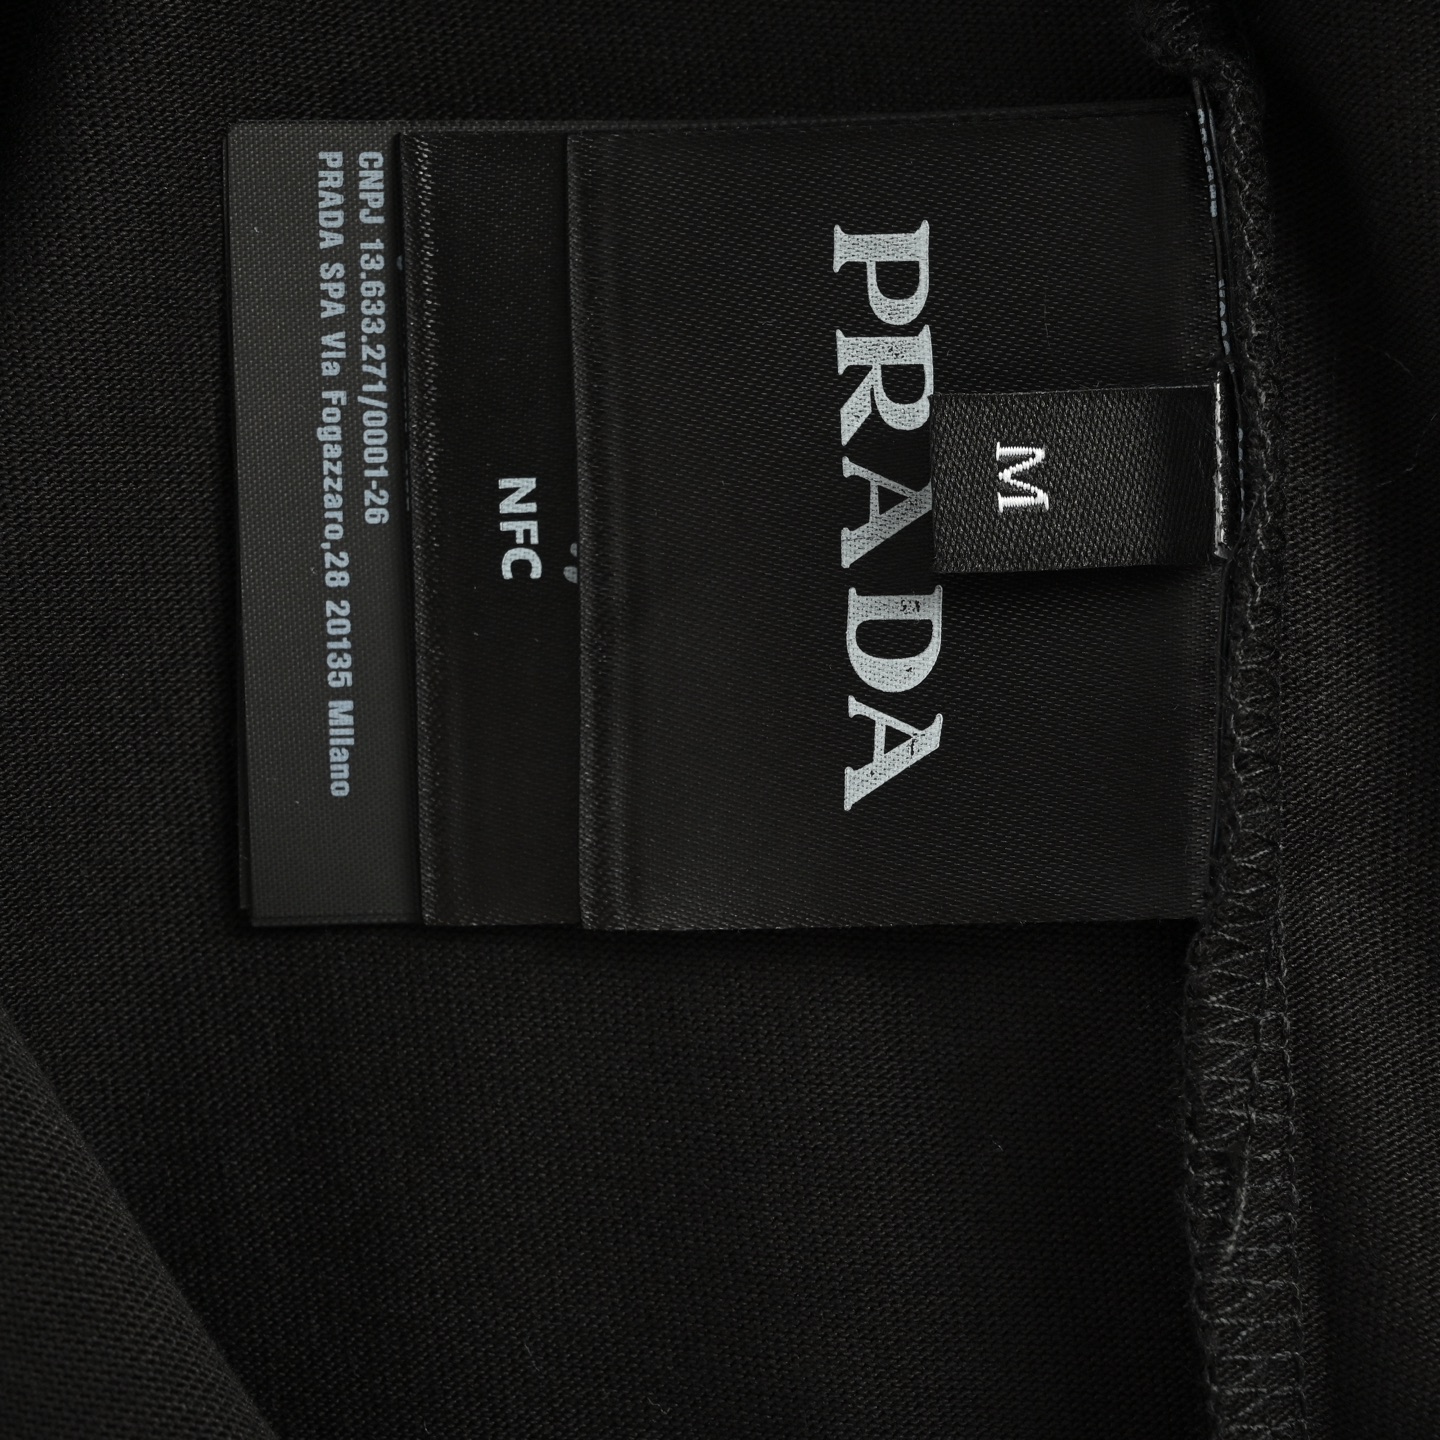 M
PRADA
NFC
CNPJ 13.633.271/0001-26
PRADA SPA VIa Fogazzaro,28 20135 MIlano